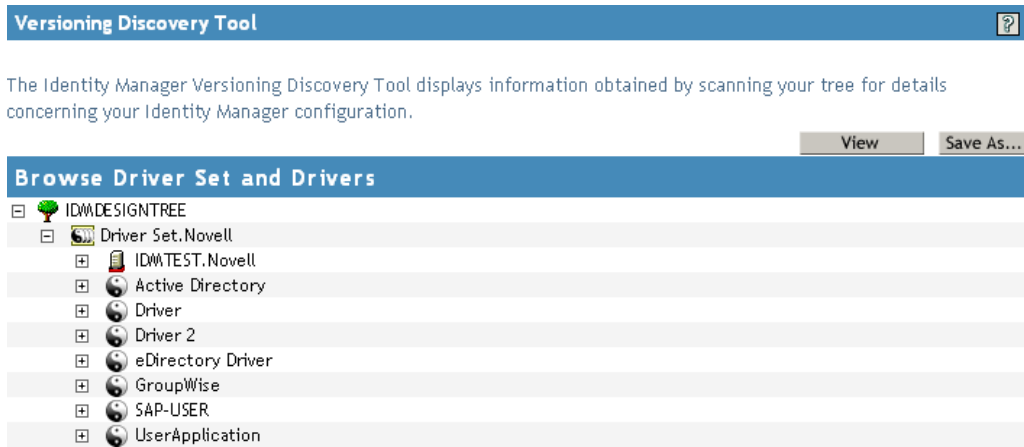 Versioning Discovery Tool
?
The Identity Manager Versioning Discovery Tool displays information obtained by scanning your tree for details
concerning your Identity Manager configuration.
View
Save As...
Browse Driver Set and Drivers
IDMDESIGNTREE
Driver Set.Novell
IDMTEST.Novell
Active Directory
Driver
Driver 2
eDirectory Driver
GroupWise
SAP-USER
UserApplication